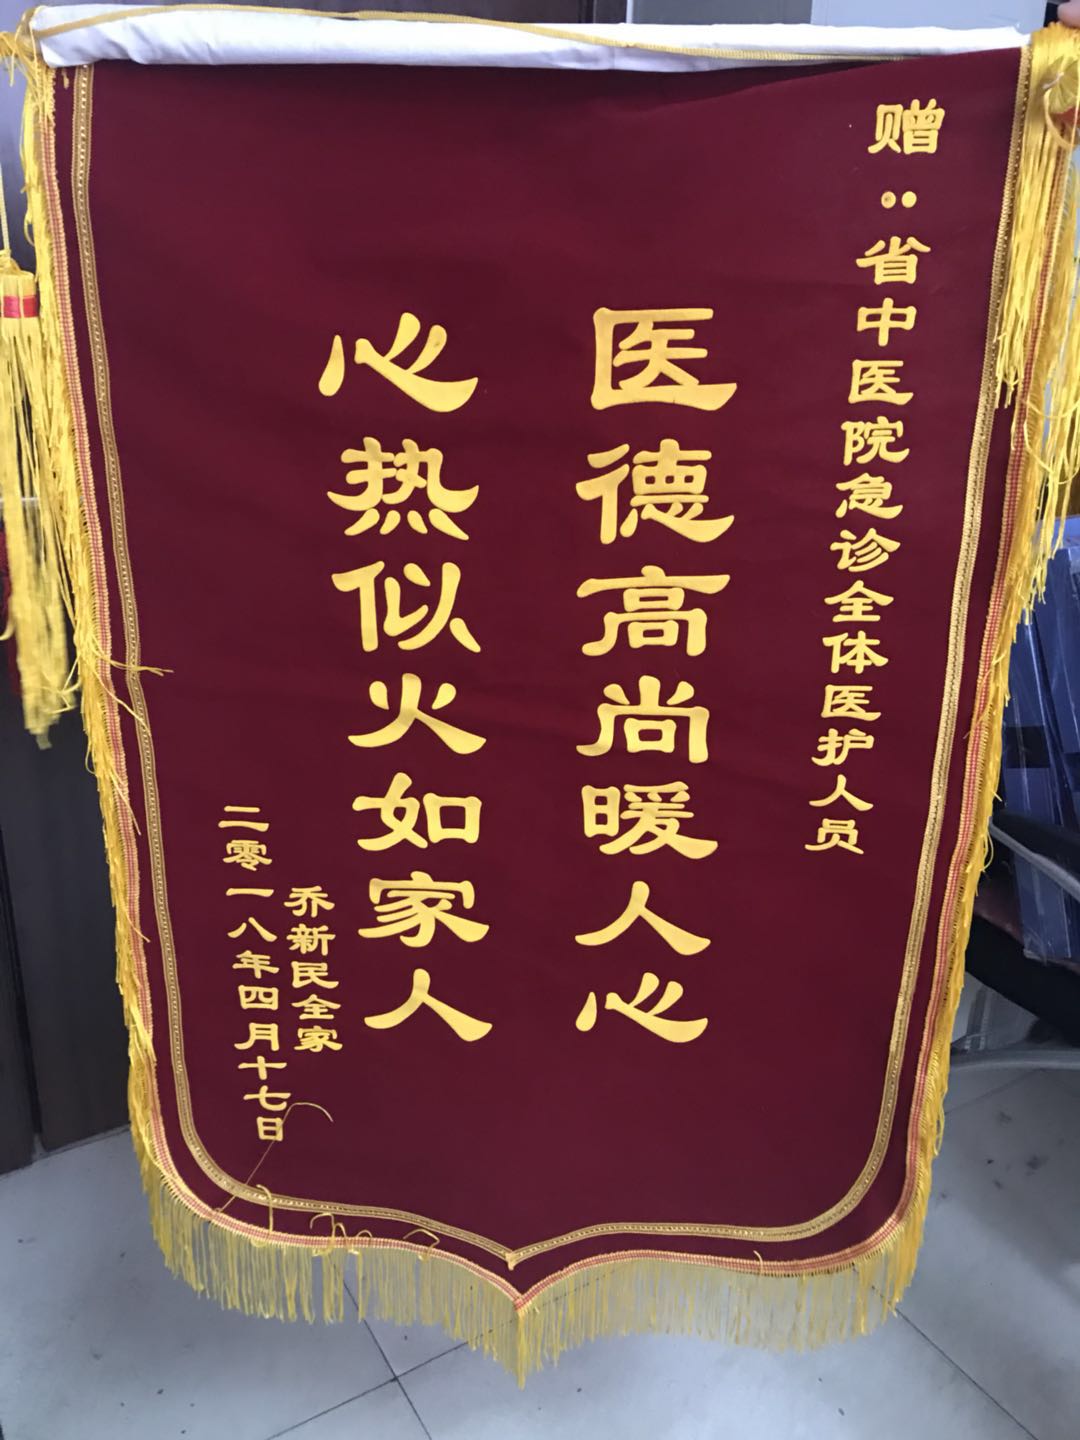 赠：省中医院急诊全体医护人员
医德高尚暖人心
心热似火如家人
乔新民全家
二零一八年四月十七日